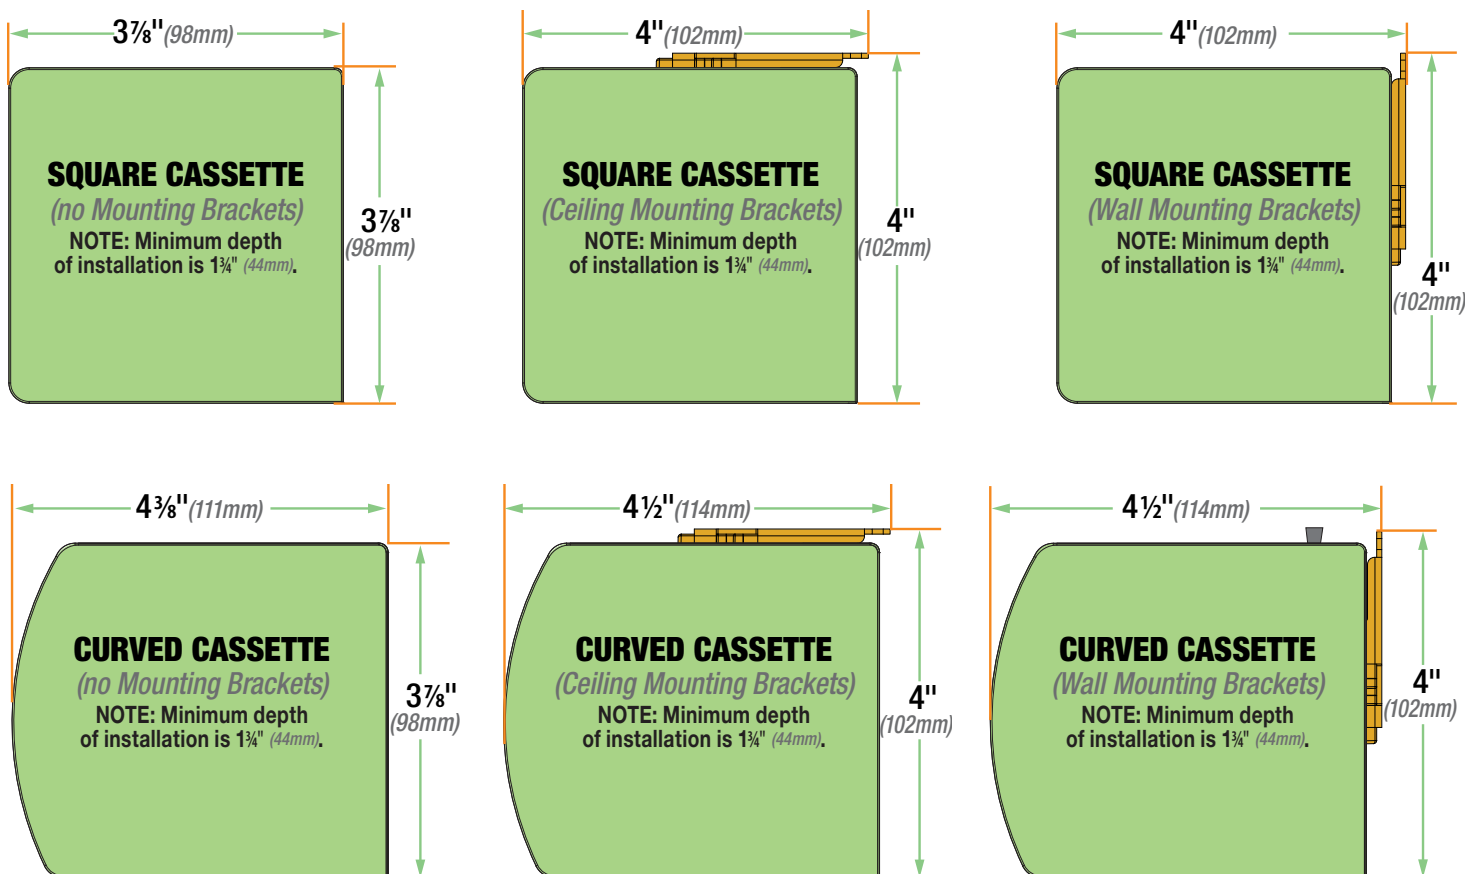 3⅞" (98mm)
SQUARE CASSETTE
(no Mounting Brackets)
NOTE: Minimum depth
of installation is 1¾" (44mm).
3⅞"
(98mm)
4" (102mm)
SQUARE CASSETTE
(Ceiling Mounting Brackets)
NOTE: Minimum depth
of installation is 1¾" (44mm).
4"
(102mm)
4" (102mm)
SQUARE CASSETTE
(Wall Mounting Brackets)
NOTE: Minimum depth
of installation is 1¾" (44mm).
4"
(102mm)
4⅜" (111mm)
CURVED CASSETTE
(no Mounting Brackets)
NOTE: Minimum depth
of installation is 1¾" (44mm).
3⅞"
(98mm)
4½" (114mm)
CURVED CASSETTE
(Ceiling Mounting Brackets)
NOTE: Minimum depth
of installation is 1¾" (44mm).
4"
(102mm)
4½" (114mm)
CURVED CASSETTE
(Wall Mounting Brackets)
NOTE: Minimum depth
of installation is 1¾" (44mm).
4"
(102mm)